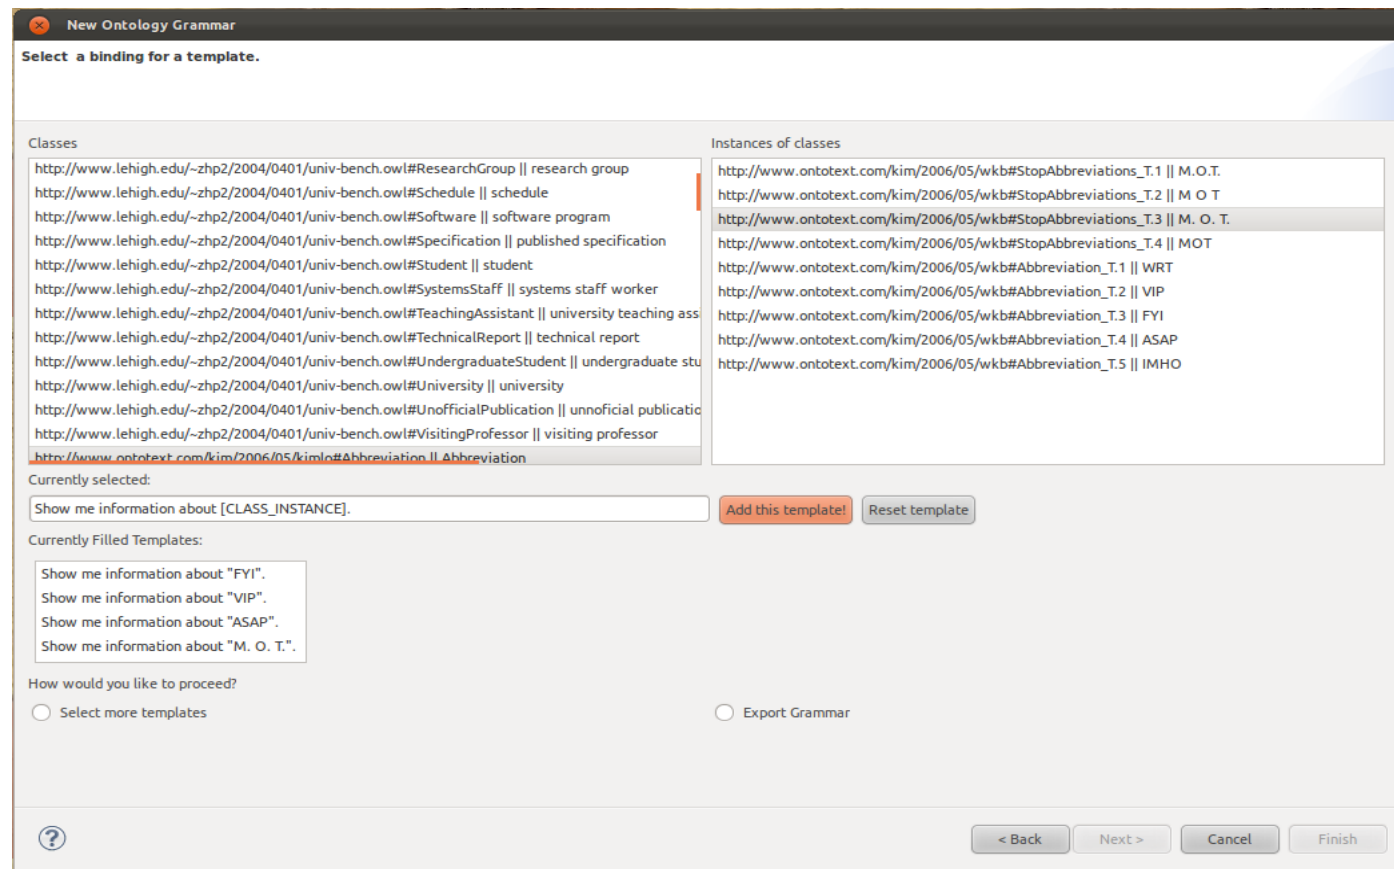 New Ontology Grammar
Select  a binding for a template.
Classes
http://www.lehigh.edu/~zhp2/2004/0401/univ-bench.owl#ResearchGroup || research group
http://www.lehigh.edu/~zhp2/2004/0401/univ-bench.owl#Schedule || schedule
http://www.lehigh.edu/~zhp2/2004/0401/univ-bench.owl#Software || software program
http://www.lehigh.edu/~zhp2/2004/0401/univ-bench.owl#Specification || published specification
http://www.lehigh.edu/~zhp2/2004/0401/univ-bench.owl#Student || student
http://www.lehigh.edu/~zhp2/2004/0401/univ-bench.owl#SystemsStaff || systems staff worker
http://www.lehigh.edu/~zhp2/2004/0401/univ-bench.owl#TeachingAssistant || university teaching ass
http://www.lehigh.edu/~zhp2/2004/0401/univ-bench.owl#TechnicalReport || technical report
http://www.lehigh.edu/~zhp2/2004/0401/univ-bench.owl#UndergraduateStudent || undergraduate stu
http://www.lehigh.edu/~zhp2/2004/0401/univ-bench.owl#University || university
http://www.lehigh.edu/~zhp2/2004/0401/univ-bench.owl#UnofficialPublication || unnoficial publicatio
http://www.lehigh.edu/~zhp2/2004/0401/univ-bench.owl#VisitingProfessor || visiting professor
http://www.ontotext.com/kim/2006/05/kimlo#Abbreviation || Abbreviation
Instances of classes
http://www.ontotext.com/kim/2006/05/wkb#StopAbbreviations_T.1 || M.O.T.
http://www.ontotext.com/kim/2006/05/wkb#StopAbbreviations_T.2 || M O T
http://www.ontotext.com/kim/2006/05/wkb#StopAbbreviations_T.3 || M. O. T.
http://www.ontotext.com/kim/2006/05/wkb#StopAbbreviations_T.4 || MOT
http://www.ontotext.com/kim/2006/05/wkb#Abbreviation_T.1 || WRT
http://www.ontotext.com/kim/2006/05/wkb#Abbreviation_T.2 || VIP
http://www.ontotext.com/kim/2006/05/wkb#Abbreviation_T.3 || FYI
http://www.ontotext.com/kim/2006/05/wkb#Abbreviation_T.4 || ASAP
http://www.ontotext.com/kim/2006/05/wkb#Abbreviation_T.5 || IMHO
Currently selected:
Show me information about [CLASS_INSTANCE].
Add this template!
Reset template
Currently Filled Templates:
Show me information about "FYI".
Show me information about "VIP".
Show me information about "ASAP".
Show me information about "M. O. T.".
How would you like to proceed?
Select more templates
Export Grammar
?
< Back
Next >
Cancel
Finish